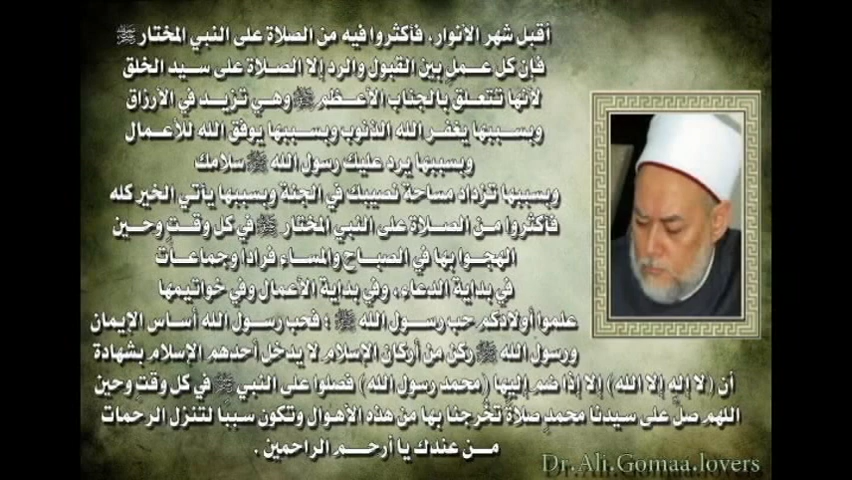 أقبل شهر الأنوار، فأكثروا فيه من الصلاة على النبي المختار ﷺ
فإن كل عمل بين القبول والرد إلا الصلاة على سيد الخلق
لأنها تتعلق بالجناب الأعظم ﷺ وهي تزيد في الأرزاق
وبسببها يغفر الله الذنوب وبسببها يوفق الله للأعمال
وبسببها يرد عليك رسول الله ﷺ سلامك
وبسببها تزداد مساحة نصيبك في الجنة وبسببها يأتي الخير كله
فأكثروا من الصلاة على النبي المختار ﷺ في كل وقت وحين
الهجوا بها في الصباح والمساء فرادا وجماعات
في بداية الدعاء، وفي بداية الأعمال وفي خواتيمها
علموا أولادكم حب رسول الله ﷺ ؛ فحب رسول الله أساس الإيمان
ورسول الله ﷺ ركن من أركان الإسلام لا يدخل أحدهم الإسلام بشهادة
أن (لا إله إلا الله) إلا إذا ضم إليها (محمد رسول الله) فصلوا على النبي ﷺ في كل وقت وحين
اللهم صل على سيدنا محمد صلاة تخرجنا بها من هذه الأهوال وتكون سببا لتنزل الرحمات
من عندك يا أرحم الراحمين .
Dr.Ali.Gomaa.lovers